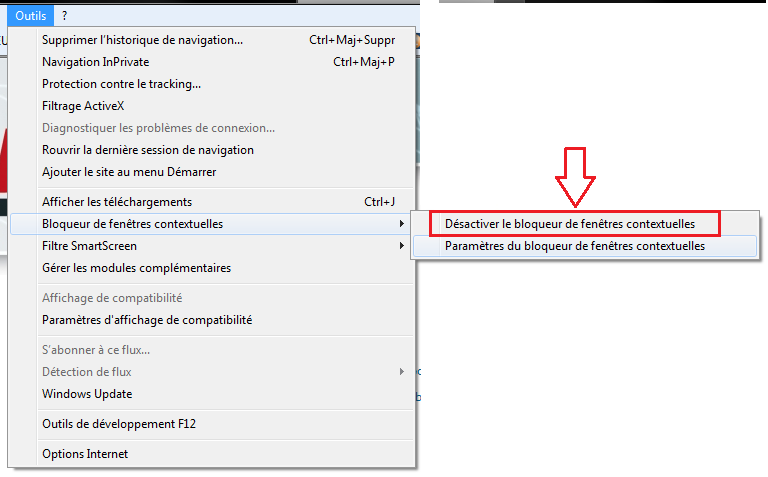 Outils ?
Supprimer l'historique de navigation... Ctrl+Maj+Suppr
Navigation InPrivate Ctrl+Maj+P
Protection contre le tracking...
Filtrage ActiveX
Diagnostiquer les problèmes de connexion...
Rouvrir la dernière session de navigation
Ajouter le site au menu Démarrer
Afficher les téléchargements Ctrl+J
Bloqueur de fenêtres contextuelles
Désactiver le bloqueur de fenêtres contextuelles
Paramètres du bloqueur de fenêtres contextuelles
Filtre SmartScreen
Gérer les modules complémentaires
Affichage de compatibilité
Paramètres d'affichage de compatibilité
S'abonner à ce flux...
Détection de flux
Windows Update
Outils de développement F12
Options Internet